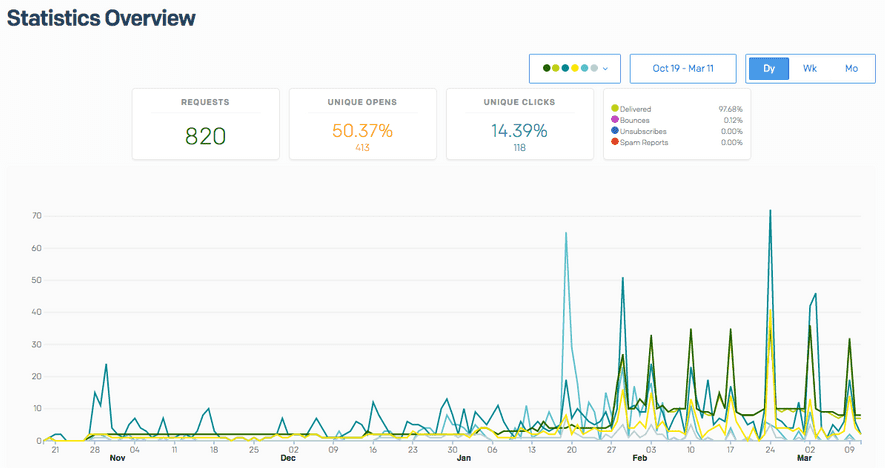 Statistics Overview
Oct 19 - Mar 11
Dy Wk Mo
REQUESTS
820
UNIQUE OPENS
50.37%
413
UNIQUE CLICKS
14.39%
118
Delivered 97.68%
Bounces 0.12%
Unsubscribes 0.00%
Spam Reports 0.00%
70
60
50
40
30
20
10
0
21 28 04 11 18 25 02 09 16 23 30 06 13 20 27 03 10 17 24 02 09
Nov Dec Jan Feb Mar